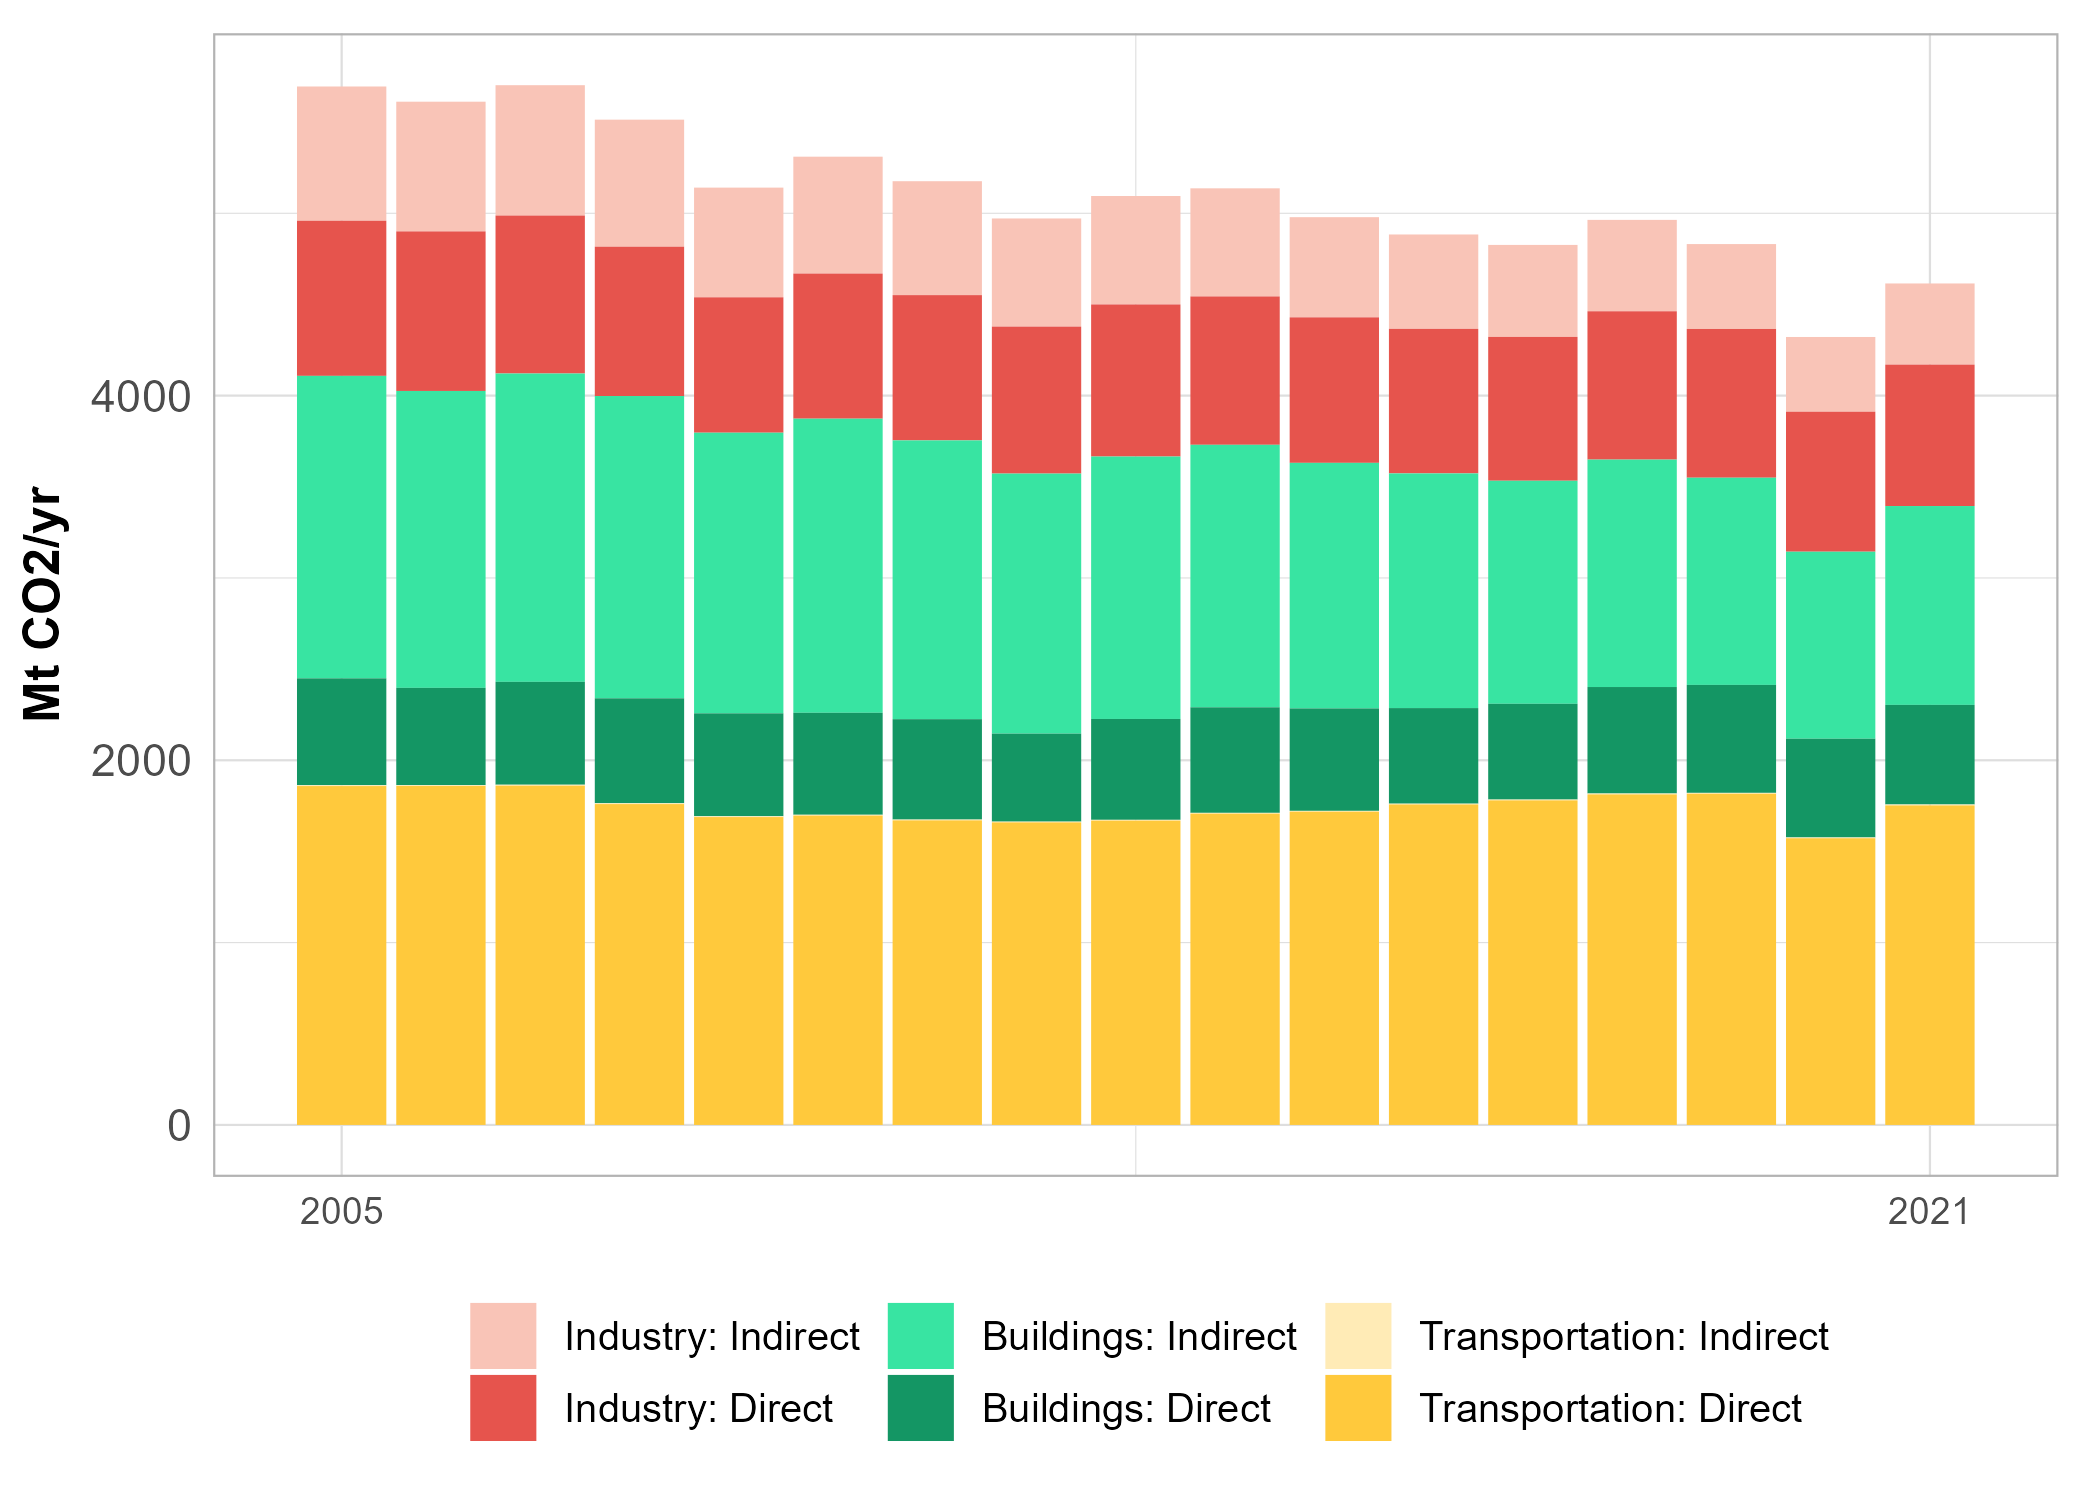 Mt CO2/yr
4000
2000
0
2005
2021
Industry: Indirect
Buildings: Indirect
Transportation: Indirect
Industry: Direct
Buildings: Direct
Transportation: Direct